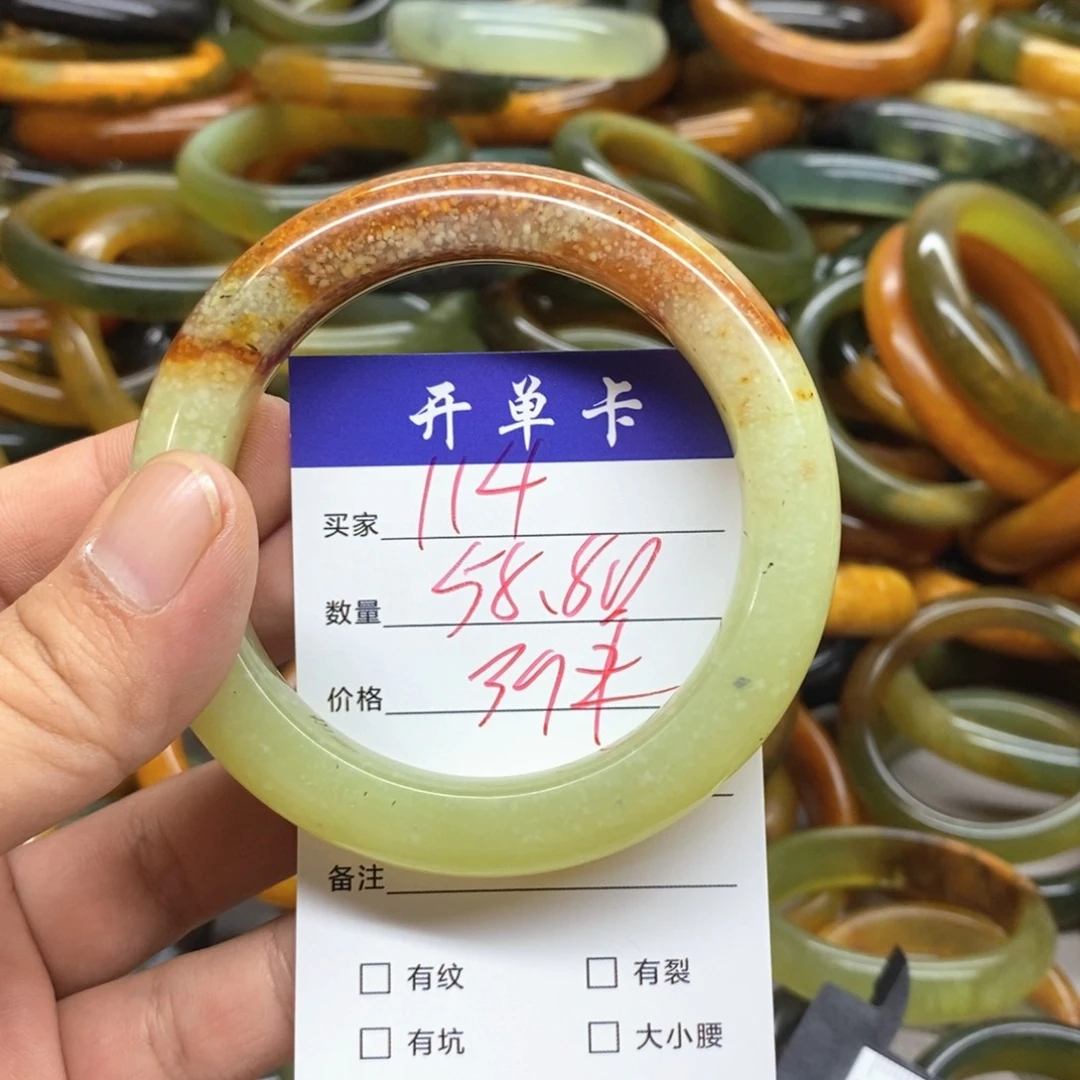 开单卡
买家 114
数量 58.80
价格 39
备注
有纹 有裂
有坑 大小腰